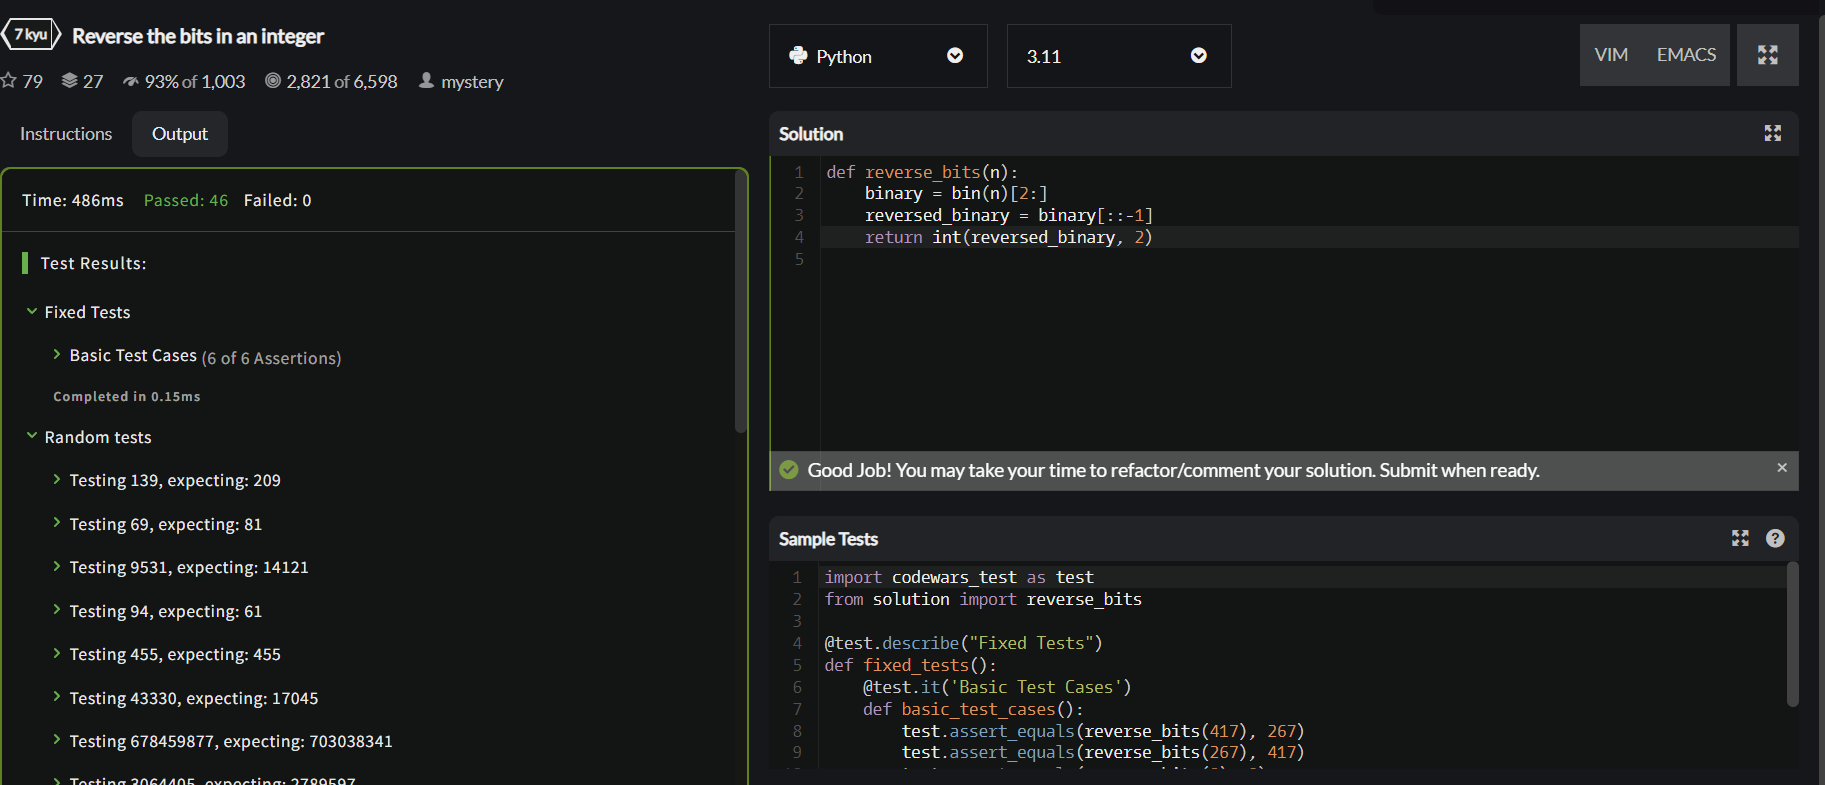 7 kyu Reverse the bits in an integer
79 27 93% of 1,003 2,821 of 6,598 mystery
Instructions Output
Time: 486ms Passed: 46 Failed: 0
Test Results:
Fixed Tests
Basic Test Cases (6 of 6 Assertions)
Completed in 0.15ms
Random tests
Testing 139, expecting: 209
Testing 69, expecting: 81
Testing 9531, expecting: 14121
Testing 94, expecting: 61
Testing 455, expecting: 455
Testing 43330, expecting: 17045
Testing 678459877, expecting: 703038341
Testing 3064405, expecting: 2789597
Python 3.11 VIM EMACS
Solution
1 def reverse_bits(n):
2     binary = bin(n)[2:]
3     reversed_binary = binary[::-1]
4     return int(reversed_binary, 2)
5
Good Job! You may take your time to refactor/comment your solution. Submit when ready. ×
Sample Tests ?
1 import codewars_test as test
2 from solution import reverse_bits
3
4 @test.describe("Fixed Tests")
5 def fixed_tests():
6     @test.it('Basic Test Cases')
7     def basic_test_cases():
8         test.assert_equals(reverse_bits(417), 267)
9         test.assert_equals(reverse_bits(267), 417)